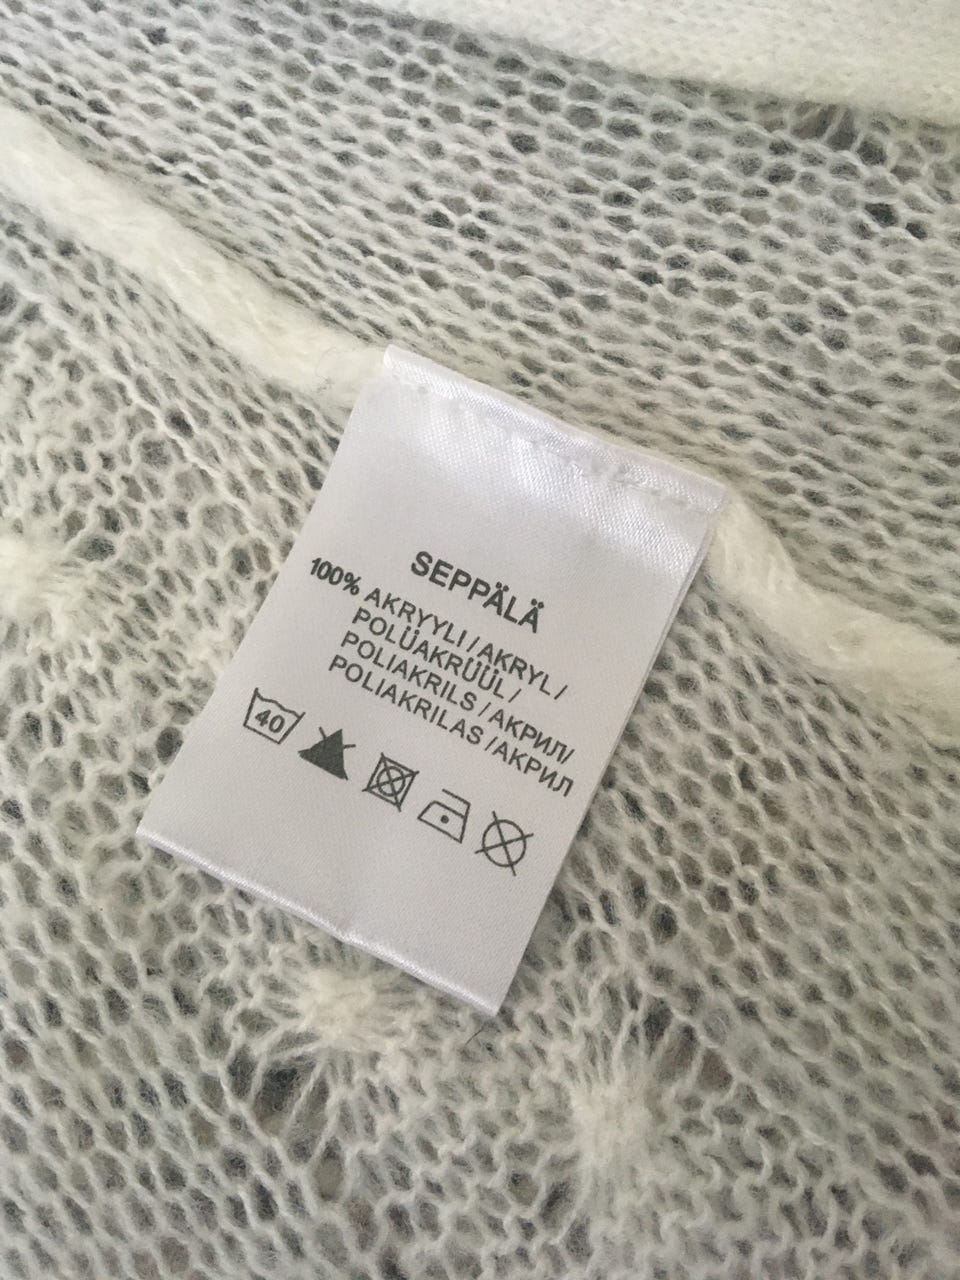 SEPPÄLÄ
100% AKRYYLI / AKRYL /
POLÜAKRÜÜL /
POLIAKRILS / АКРИЛ/
POLIAKRILAS /АКРИЛ
40